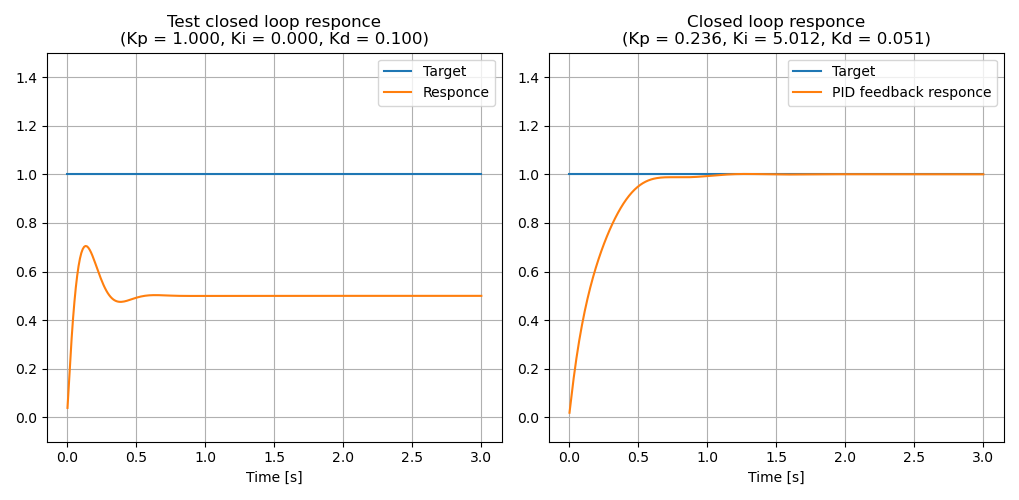 Test closed loop responce
(Kp = 1.000, Ki = 0.000, Kd = 0.100)
Target
Responce
1.4
1.2
1.0
0.8
0.6
0.4
0.2
0.0
0.0 0.5 1.0 1.5 2.0 2.5 3.0
Time [s]
Closed loop responce
(Kp = 0.236, Ki = 5.012, Kd = 0.051)
Target
PID feedback responce
1.4
1.2
1.0
0.8
0.6
0.4
0.2
0.0
0.0 0.5 1.0 1.5 2.0 2.5 3.0
Time [s]